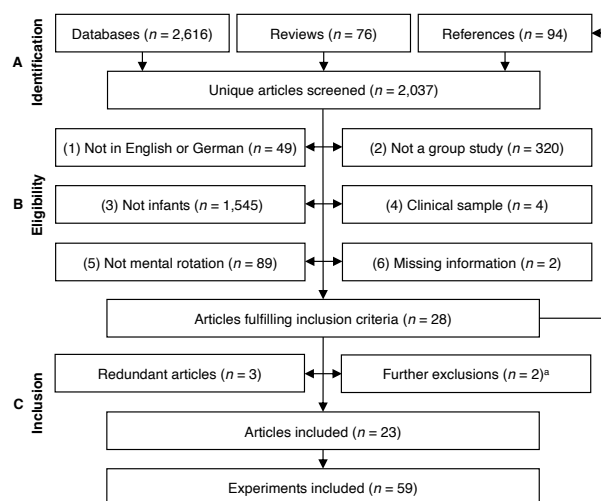 Databases (n = 2,616)
Reviews (n = 76)
References (n = 94)
A
Identification
Unique articles screened (n = 2,037)
(1) Not in English or German (n = 49)
(2) Not a group study (n = 320)
B
Eligibility
(3) Not infants (n = 1,545)
(4) Clinical sample (n = 4)
(5) Not mental rotation (n = 89)
(6) Missing information (n = 2)
Articles fulfilling inclusion criteria (n = 28)
Redundant articles (n = 3)
Further exclusions (n = 2)ᵃ
C
Inclusion
Articles included (n = 23)
Experiments included (n = 59)